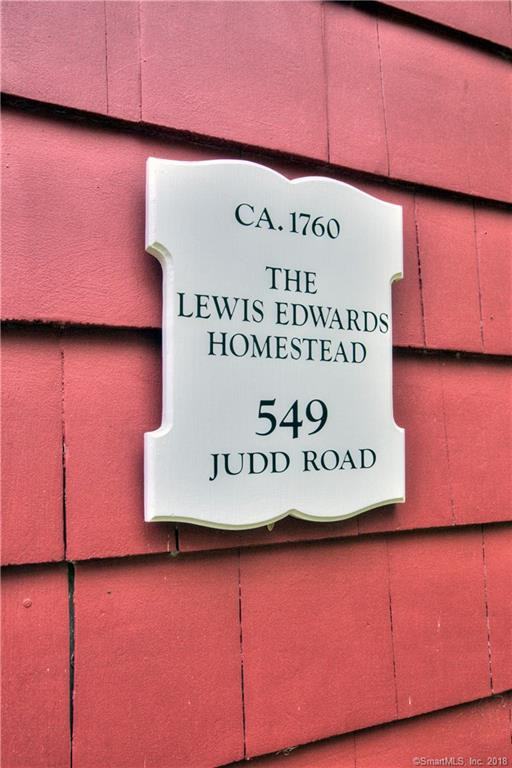 CA. 1760
THE
LEWIS EDWARDS
HOMESTEAD
549
JUDD ROAD
©SmartMLS, Inc. 2018